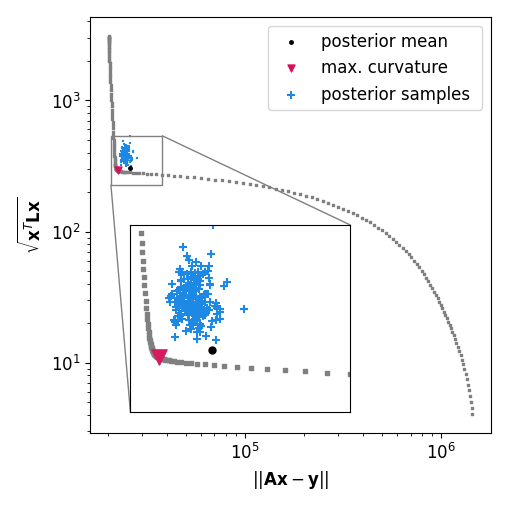 posterior mean
max. curvature
posterior samples
10³
10²
10¹
√xᵀLx
10⁵
10⁶
||Ax − y||